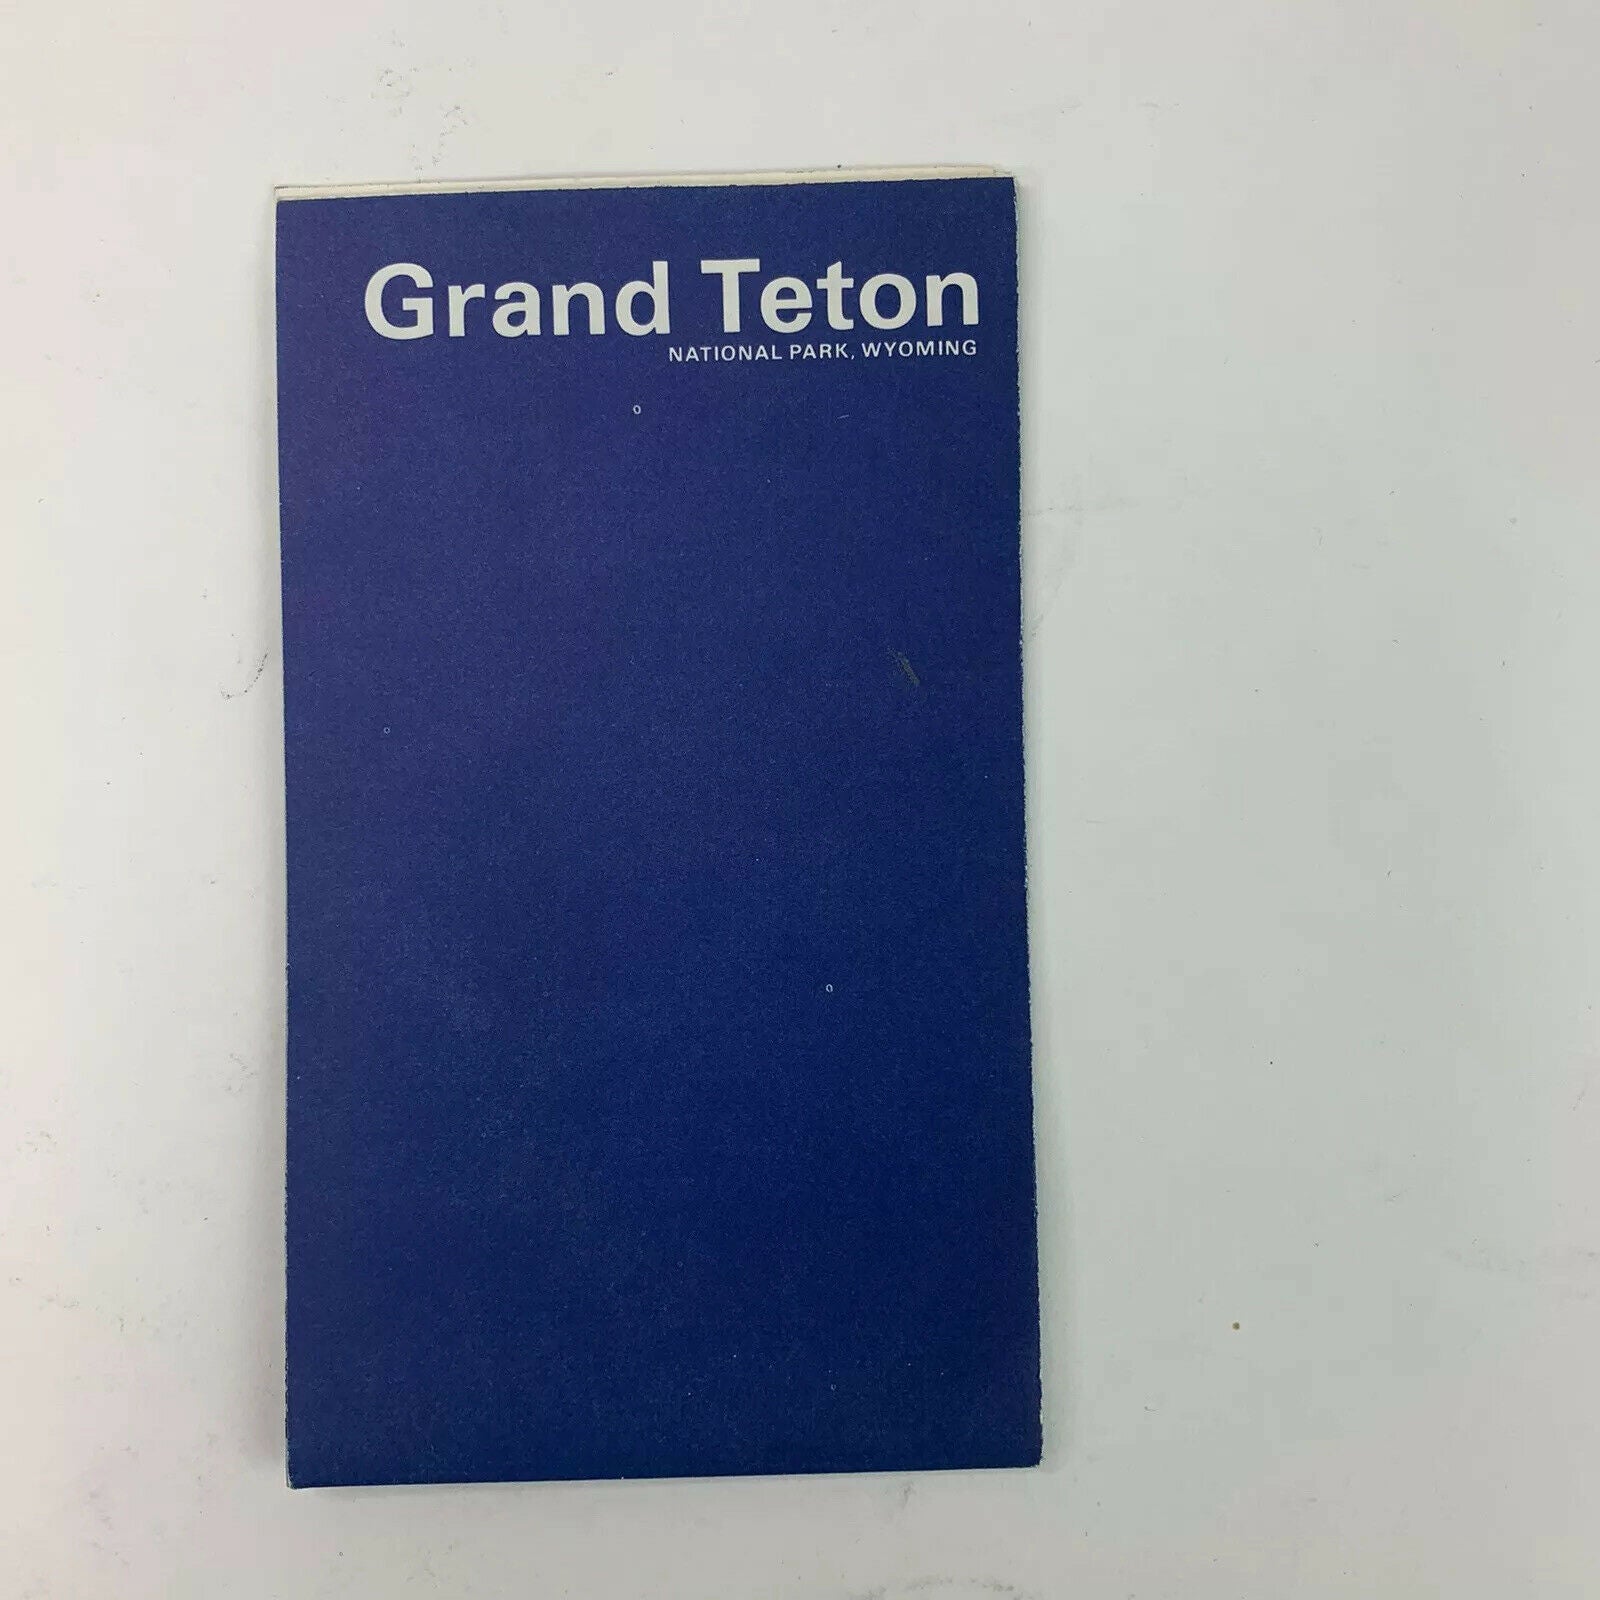 Grand Teton
NATIONAL PARK, WYOMING